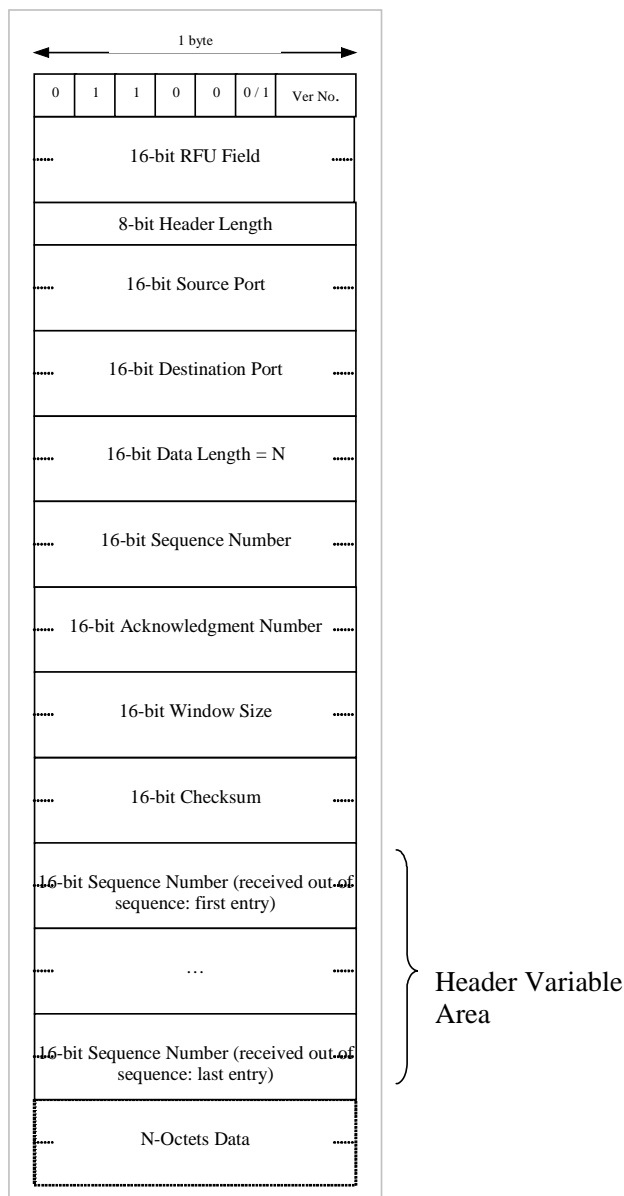 1 byte
0 1 1 0 0 0 / 1 Ver No.
16-bit RFU Field
8-bit Header Length
16-bit Source Port
16-bit Destination Port
16-bit Data Length = N
16-bit Sequence Number
16-bit Acknowledgment Number
16-bit Window Size
16-bit Checksum
16-bit Sequence Number (received out of
sequence: first entry)
…
16-bit Sequence Number (received out of
sequence: last entry)
N-Octets Data
Header Variable
Area